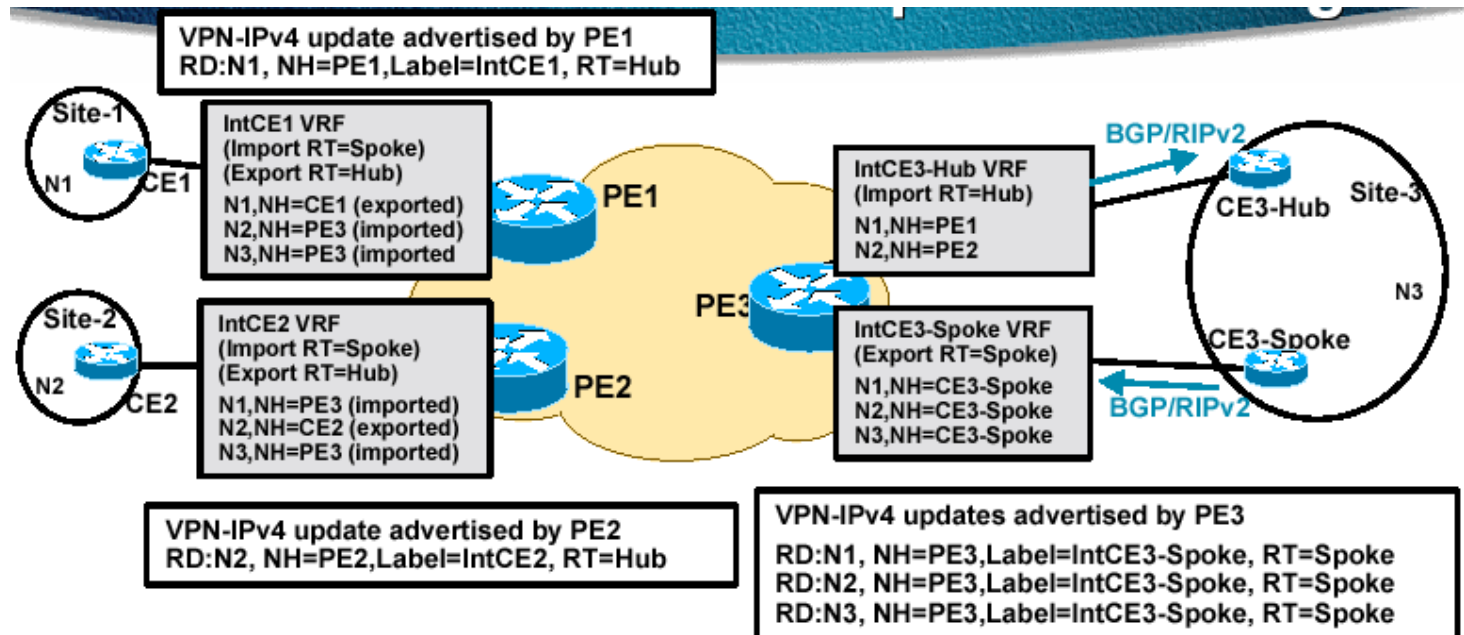 VPN-IPv4 update advertised by PE1
RD:N1, NH=PE1,Label=IntCE1, RT=Hub
Site-1
N1
CE1
IntCE1 VRF
(Import RT=Spoke)
(Export RT=Hub)
N1,NH=CE1 (exported)
N2,NH=PE3 (imported)
N3,NH=PE3 (imported
PE1
BGP/RIPv2
IntCE3-Hub VRF
(Import RT=Hub)
N1,NH=PE1
N2,NH=PE2
CE3-Hub
Site-3
N3
Site-2
N2
CE2
IntCE2 VRF
(Import RT=Spoke)
(Export RT=Hub)
N1,NH=PE3 (imported)
N2,NH=CE2 (exported)
N3,NH=PE3 (imported)
PE2
PE3
IntCE3-Spoke VRF
(Export RT=Spoke)
N1,NH=CE3-Spoke
N2,NH=CE3-Spoke
N3,NH=CE3-Spoke
CE3-Spoke
BGP/RIPv2
VPN-IPv4 update advertised by PE2
RD:N2, NH=PE2,Label=IntCE2, RT=Hub
VPN-IPv4 updates advertised by PE3
RD:N1, NH=PE3,Label=IntCE3-Spoke, RT=Spoke
RD:N2, NH=PE3,Label=IntCE3-Spoke, RT=Spoke
RD:N3, NH=PE3,Label=IntCE3-Spoke, RT=Spoke